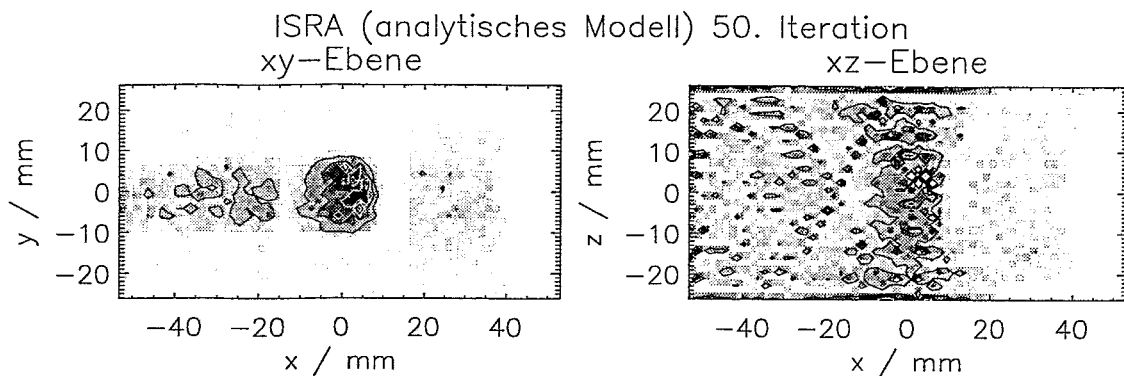 ISRA (analytisches Modell) 50. Iteration
xy-Ebene
xz-Ebene
y / mm
20
10
0
-10
-20
-40 -20 0 20 40
x / mm
z / mm
20
10
0
-10
-20
-40 -20 0 20 40
x / mm